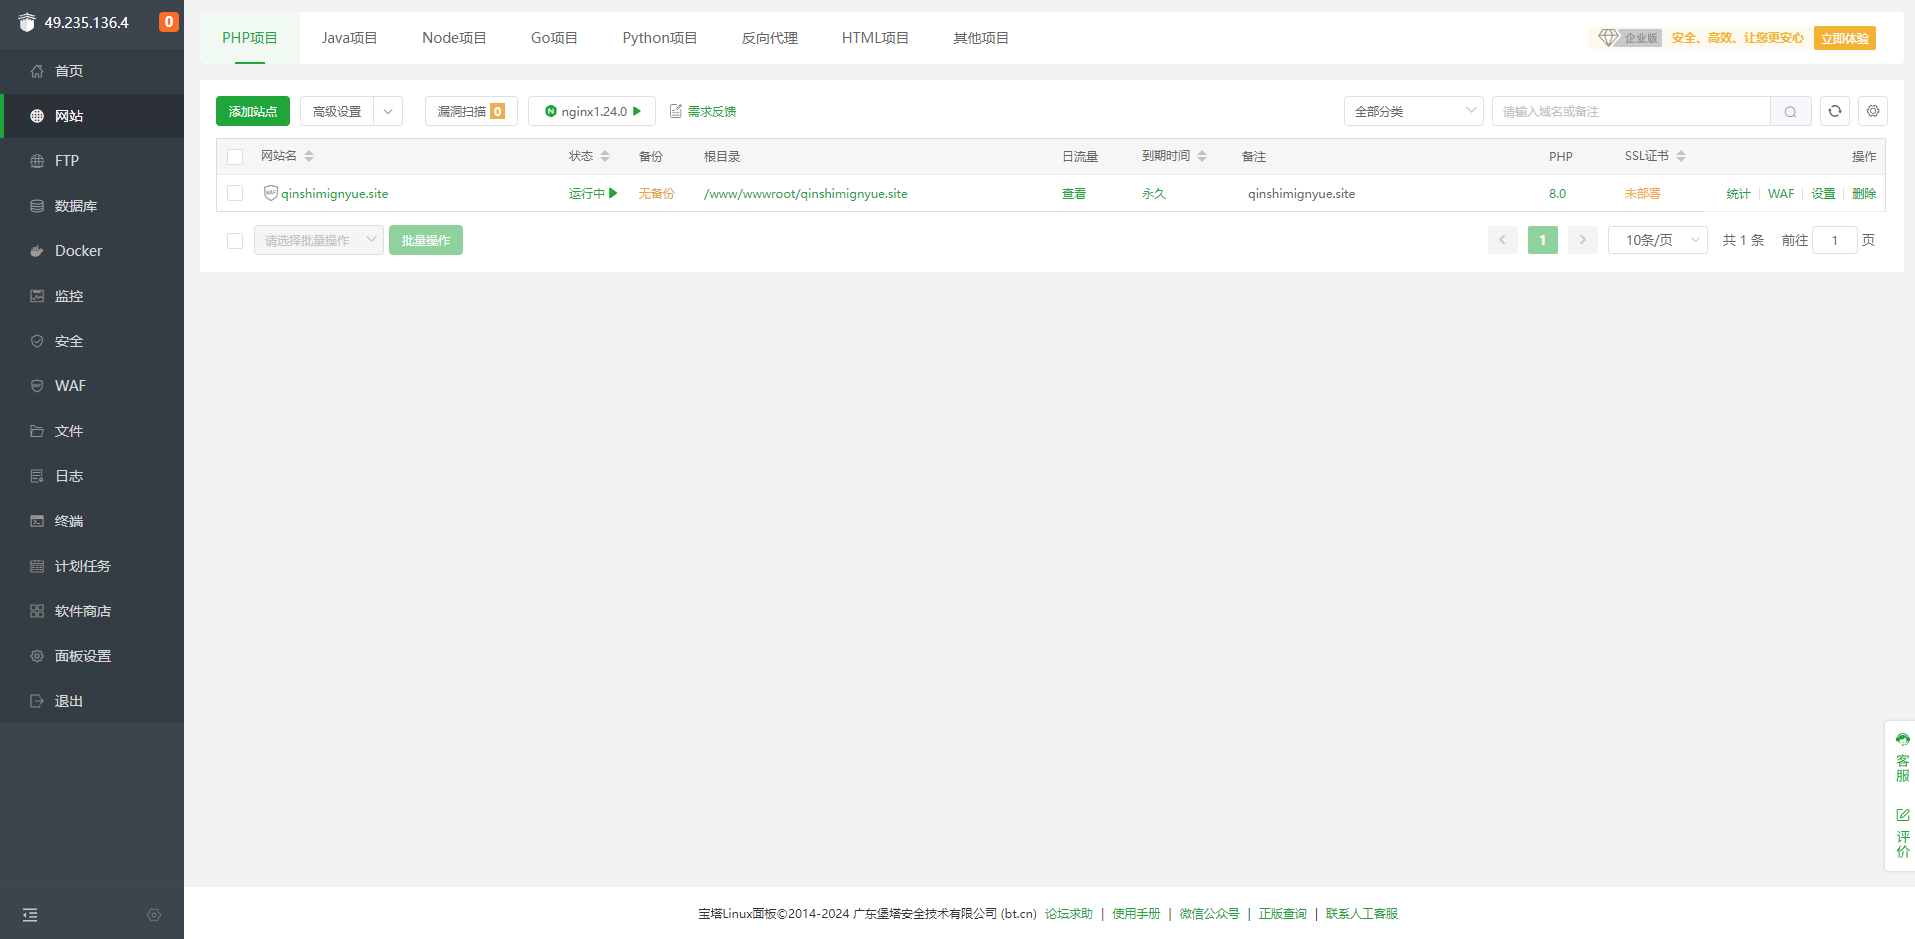 49.235.136.4 0
首页
网站
FTP
数据库
Docker
监控
安全
WAF
文件
日志
终端
计划任务
软件商店
面板设置
退出
PHP项目 Java项目 Node项目 Go项目 Python项目 反向代理 HTML项目 其他项目
企业版 安全、高效、让您更安心 立即体验
添加站点 高级设置 漏洞扫描 0 nginx1.24.0 需求反馈 全部分类 请输入域名或备注
网站名 状态 备份 根目录 日流量 到期时间 备注 PHP SSL证书 操作
WAF qinshimignyue.site 运行中 无备份 /www/wwwroot/qinshimignyue.site 查看 永久 qinshimignyue.site 8.0 未部署 统计 | WAF | 设置 | 删除
请选择批量操作 批量操作 1 10条/页 共 1 条 前往 1 页
客服
评价
宝塔Linux面板©2014-2024 广东堡塔安全技术有限公司 (bt.cn) 论坛求助 | 使用手册 | 微信公众号 | 正版查询 | 联系人工客服